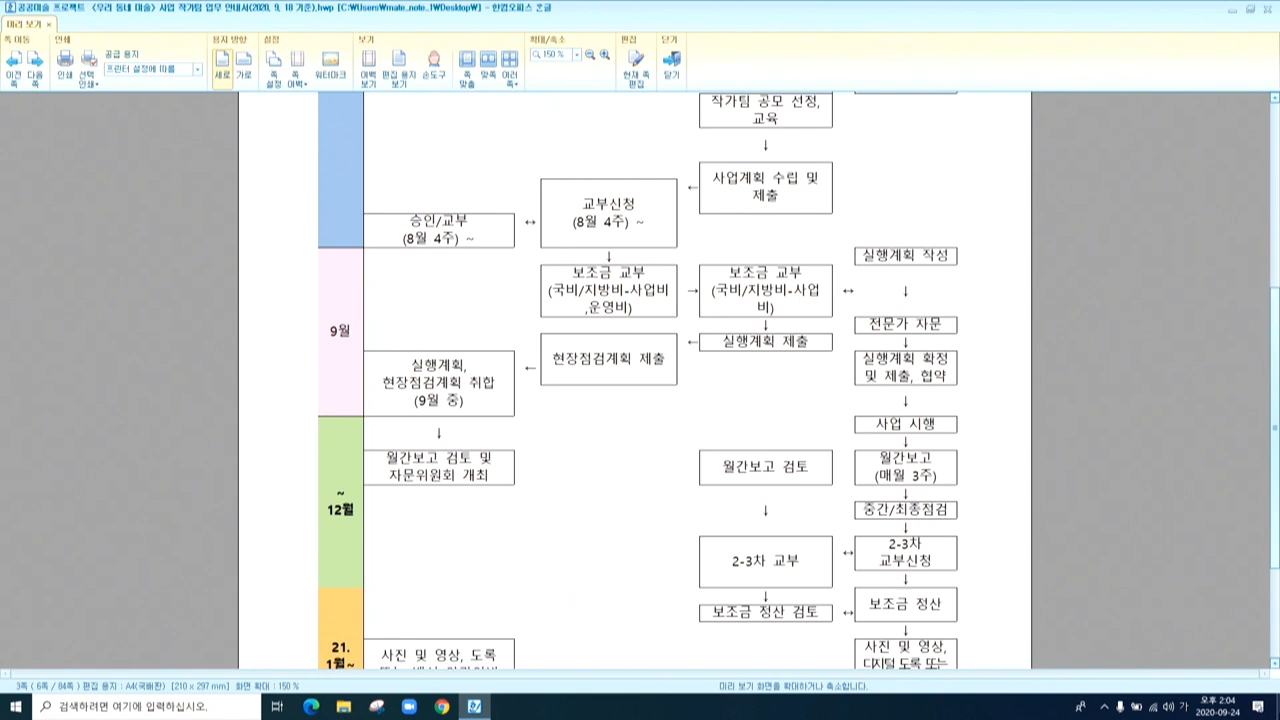 공공미술 프로젝트 <우리 동네 미술> 사업 작가팀 업무 안내서(2020. 9. 18 기준).hwp [C:\Users\mate_note_1\Desktop\] - 한컴오피스 한글
미리 보기 ×
쪽 이동 인쇄 용지 방향 설정 보기 확대/축소 편집 닫기
이전 쪽
다음 쪽
인쇄
선택 인쇄
공급 용지
프린터 설정에 따름
세로
가로
쪽 설정
쪽 여백
워터마크
여백 보기
편집 용지 보기
손도구
쪽 맞춤
맞쪽
여러 쪽
150 %
현재 쪽 편집
닫기
작가팀 공모 선정,
교육
↓
사업계획 수립 및
제출
←
교부신청
(8월 4주) ~
↔
승인/교부
(8월 4주) ~
9월
↓
실행계획 작성
보조금 교부
(국비/지방비-사업비
,운영비)
→
보조금 교부
(국비/지방비-사업
비)
↔
↓
전문가 자문
↓
↓
실행계획 제출
←
현장점검계획 제출
←
실행계획,
현장점검계획 취합
(9월 중)
실행계획 확정
및 제출, 협약
↓
~
12월
사업 시행
↓
↓
월간보고 검토 및
자문위원회 개최
월간보고 검토
월간보고
(매월 3주)
↓
↓
중간/최종점검
↓
2-3차 교부
↔
2-3차
교부신청
↓
↓
보조금 정산 검토
↔
보조금 정산
↓
21.
1월~
사진 및 영상, 도록
사진 및 영상,
디지털 도록 또는
3쪽 ( 6쪽 / 84쪽 ) 편집 용지 : A4(국배판) [210 x 297 mm] 화면 확대 : 150 %
미리 보기 화면을 확대하거나 축소합니다.
검색하려면 여기에 입력하십시오.
가
오후 2:04
2020-09-24